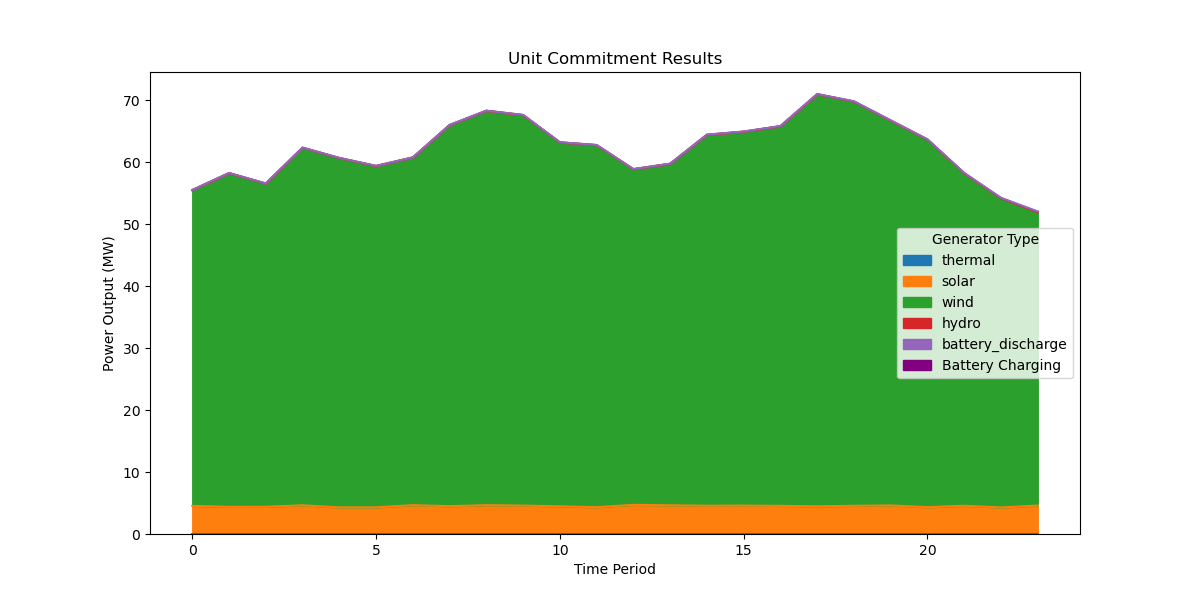 Unit Commitment Results
Power Output (MW)
70
60
50
40
30
20
10
0
0 5 10 15 20
Time Period
Generator Type
thermal
solar
wind
hydro
battery_discharge
Battery Charging